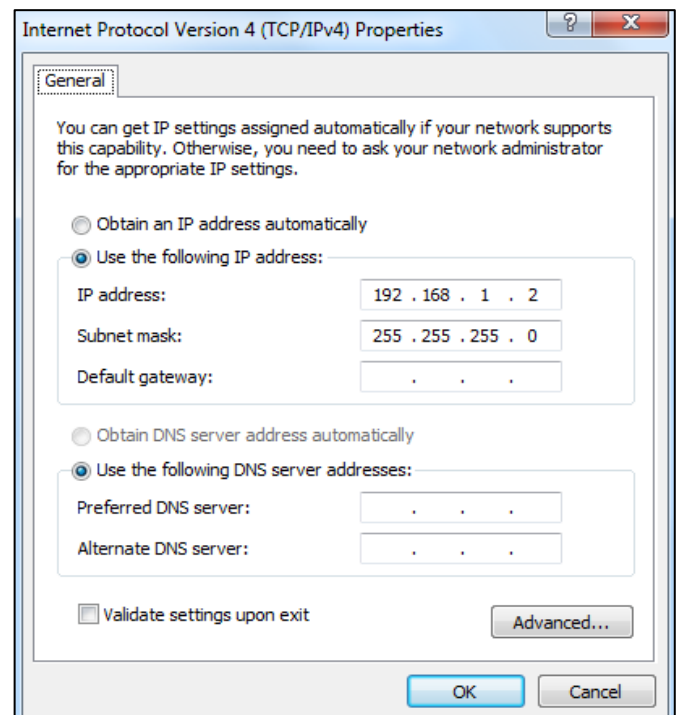 Internet Protocol Version 4 (TCP/IPv4) Properties
? X
General
You can get IP settings assigned automatically if your network supports
this capability. Otherwise, you need to ask your network administrator
for the appropriate IP settings.
Obtain an IP address automatically
Use the following IP address:
IP address: 192 . 168 . 1 . 2
Subnet mask: 255 . 255 . 255 . 0
Default gateway: . . .
Obtain DNS server address automatically
Use the following DNS server addresses:
Preferred DNS server: . . .
Alternate DNS server: . . .
Validate settings upon exit
Advanced...
OK Cancel